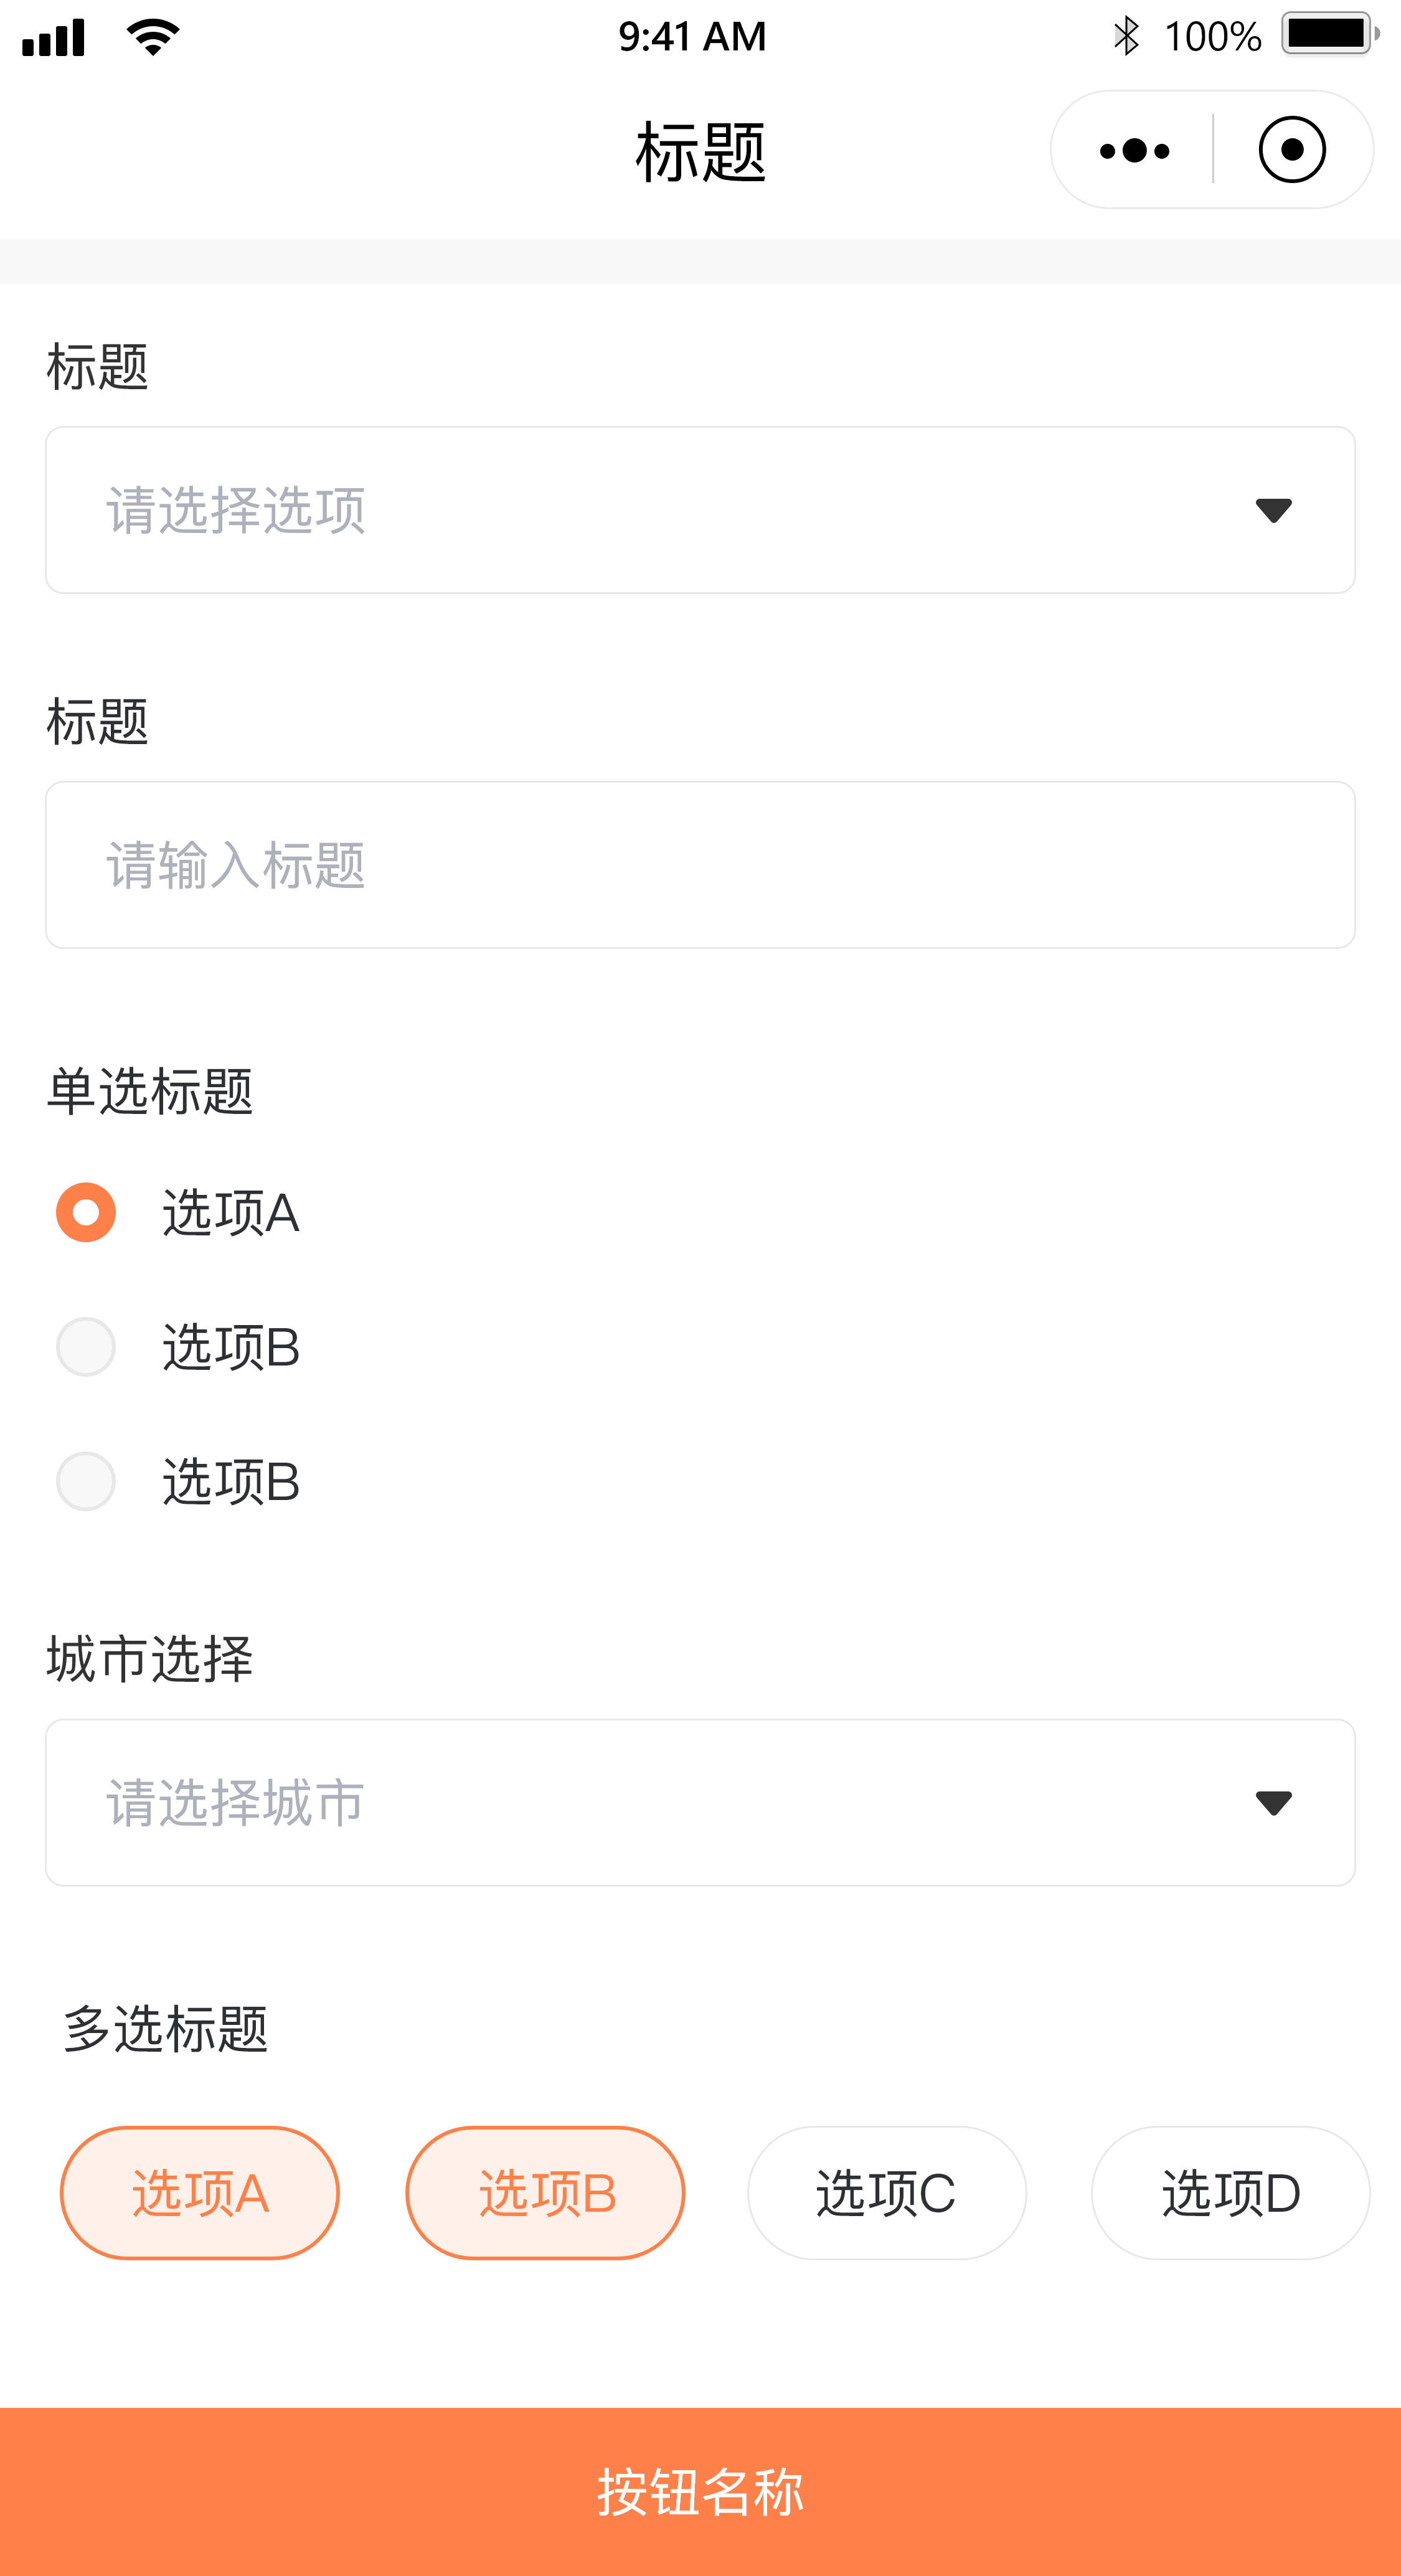 9:41 AM
100%
标题
标题
请选择选项
标题
请输入标题
单选标题
选项A
选项B
选项B
城市选择
请选择城市
多选标题
选项A 选项B 选项C 选项D
按钮名称